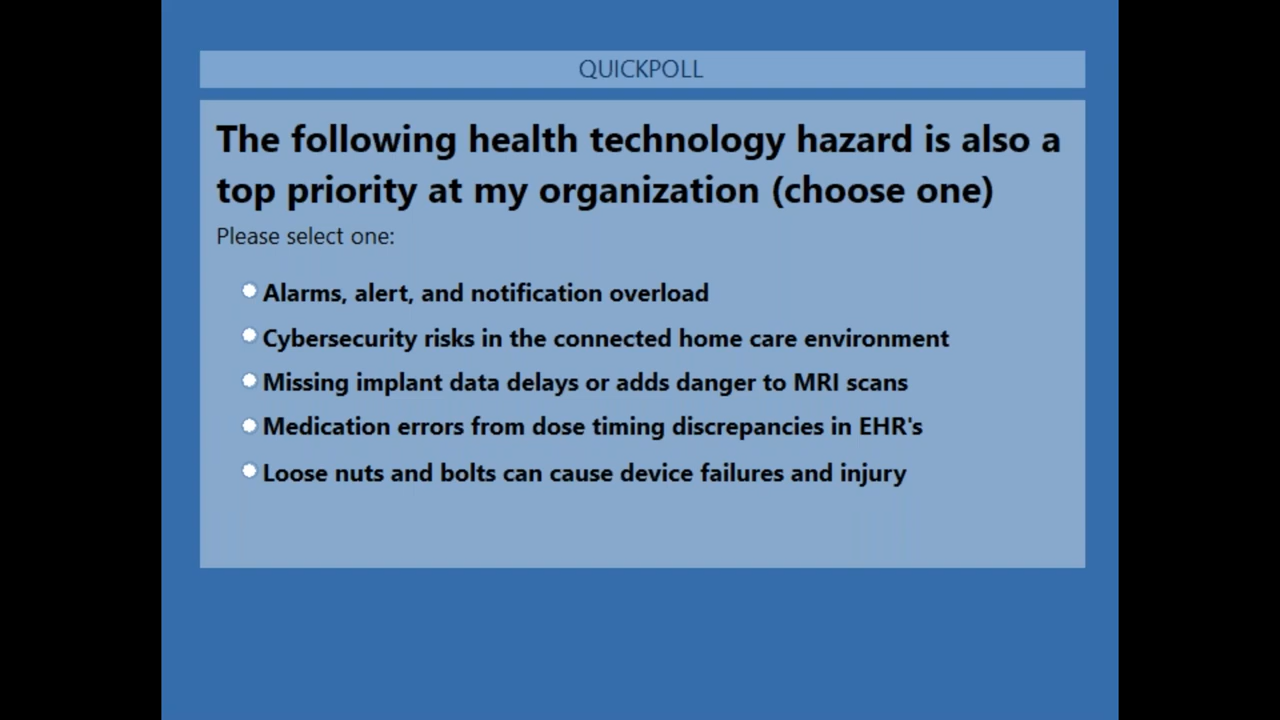 QUICKPOLL
The following health technology hazard is also a
top priority at my organization (choose one)
Please select one:
Alarms, alert, and notification overload
Cybersecurity risks in the connected home care environment
Missing implant data delays or adds danger to MRI scans
Medication errors from dose timing discrepancies in EHR's
Loose nuts and bolts can cause device failures and injury